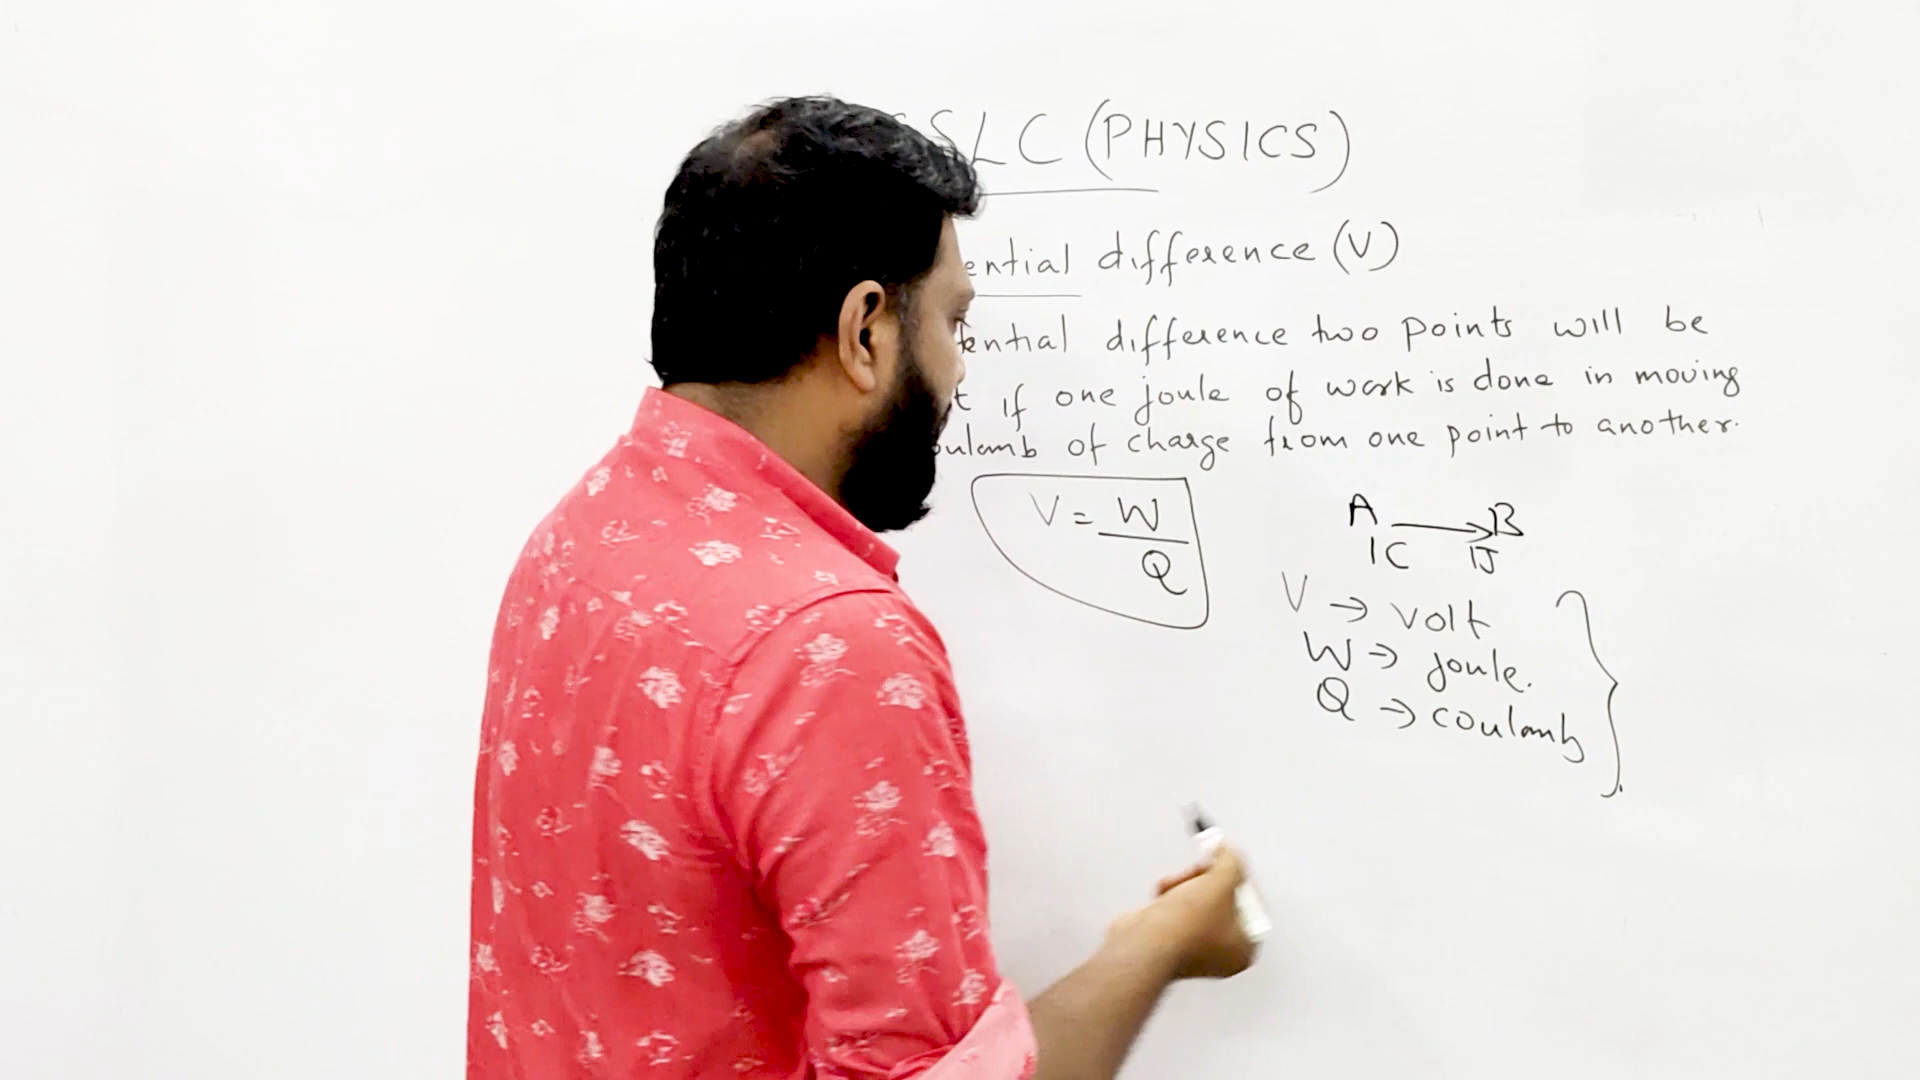 SLC (PHYSICS)
ential difference (V)
tential difference two points will be
t if one joule of work is done in moving
oulomb of charge from one point to another.
V = W
Q
A → B
1C 1J
V → volt
W → joule.
Q → coulomb